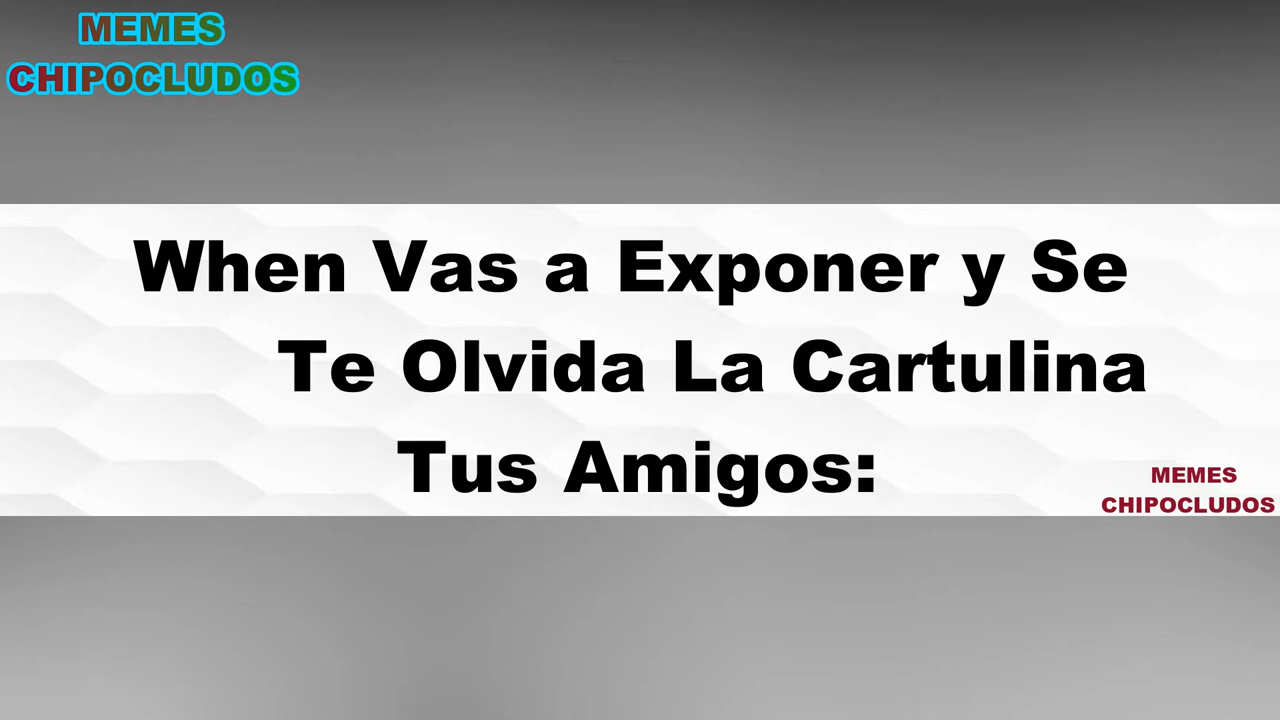 MEMES
CHIPOCLUDOS
When Vas a Exponer y Se
Te Olvida La Cartulina
Tus Amigos:
MEMES
CHIPOCLUDOS